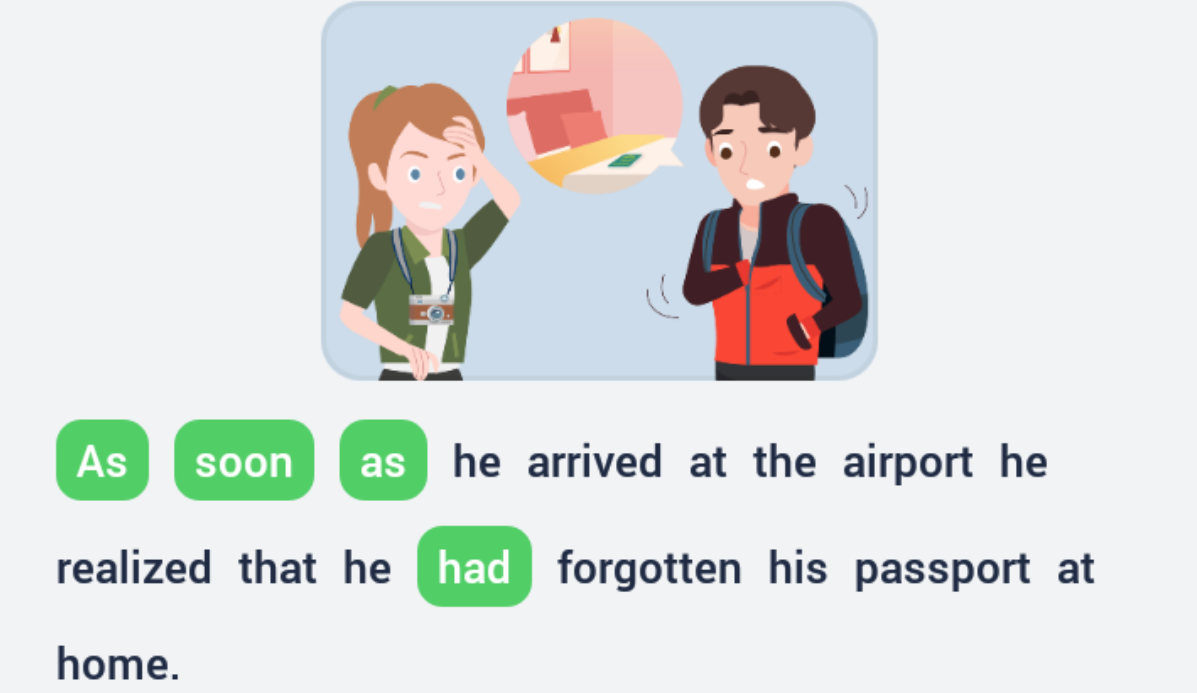 As soon as he arrived at the airport he
realized that he had forgotten his passport at
home.